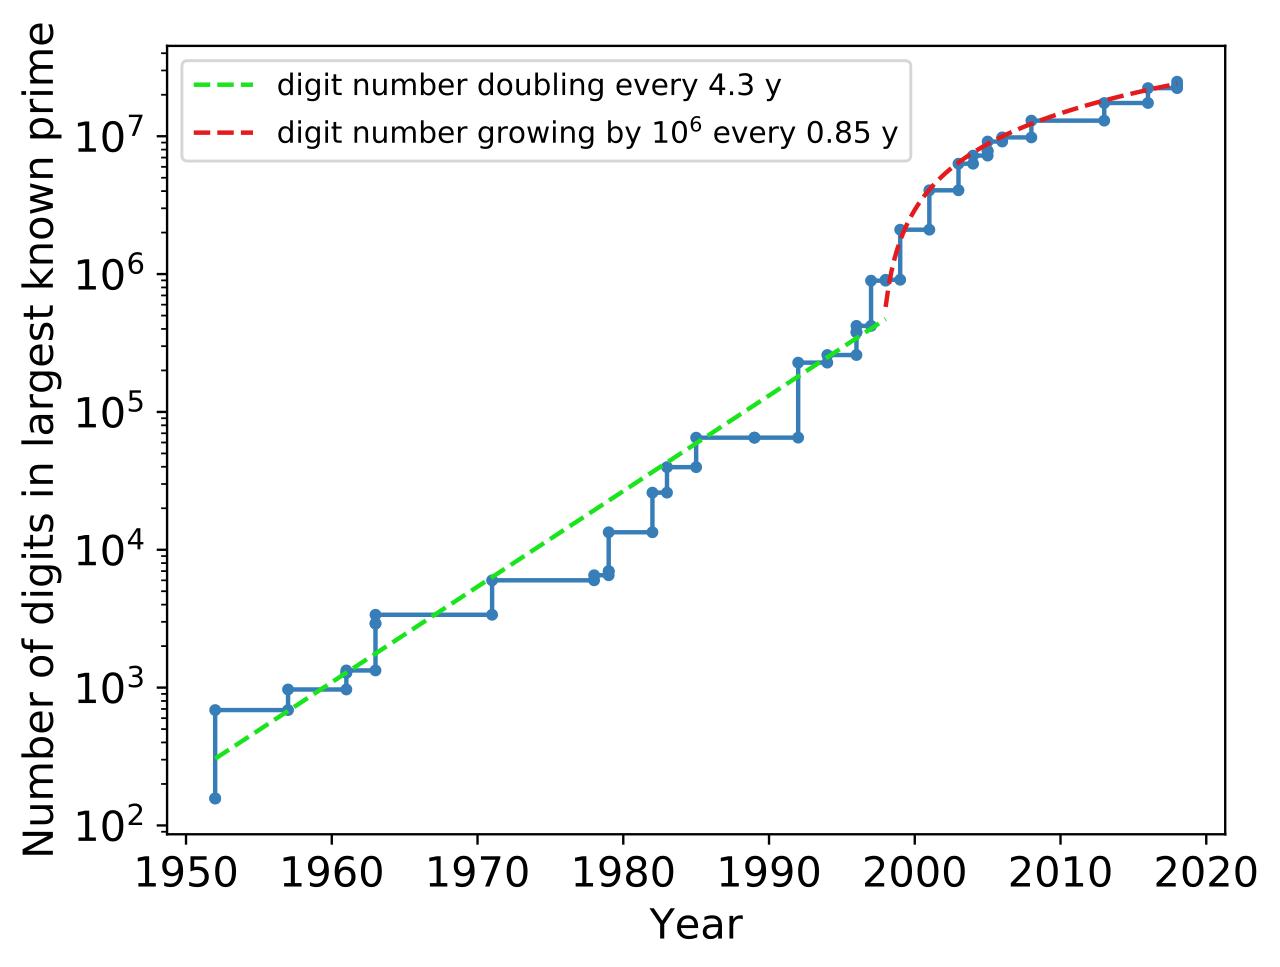 Number of digits in largest known prime
digit number doubling every 4.3 y
digit number growing by 10⁶ every 0.85 y
10⁷
10⁶
10⁵
10⁴
10³
10²
1950 1960 1970 1980 1990 2000 2010 2020
Year